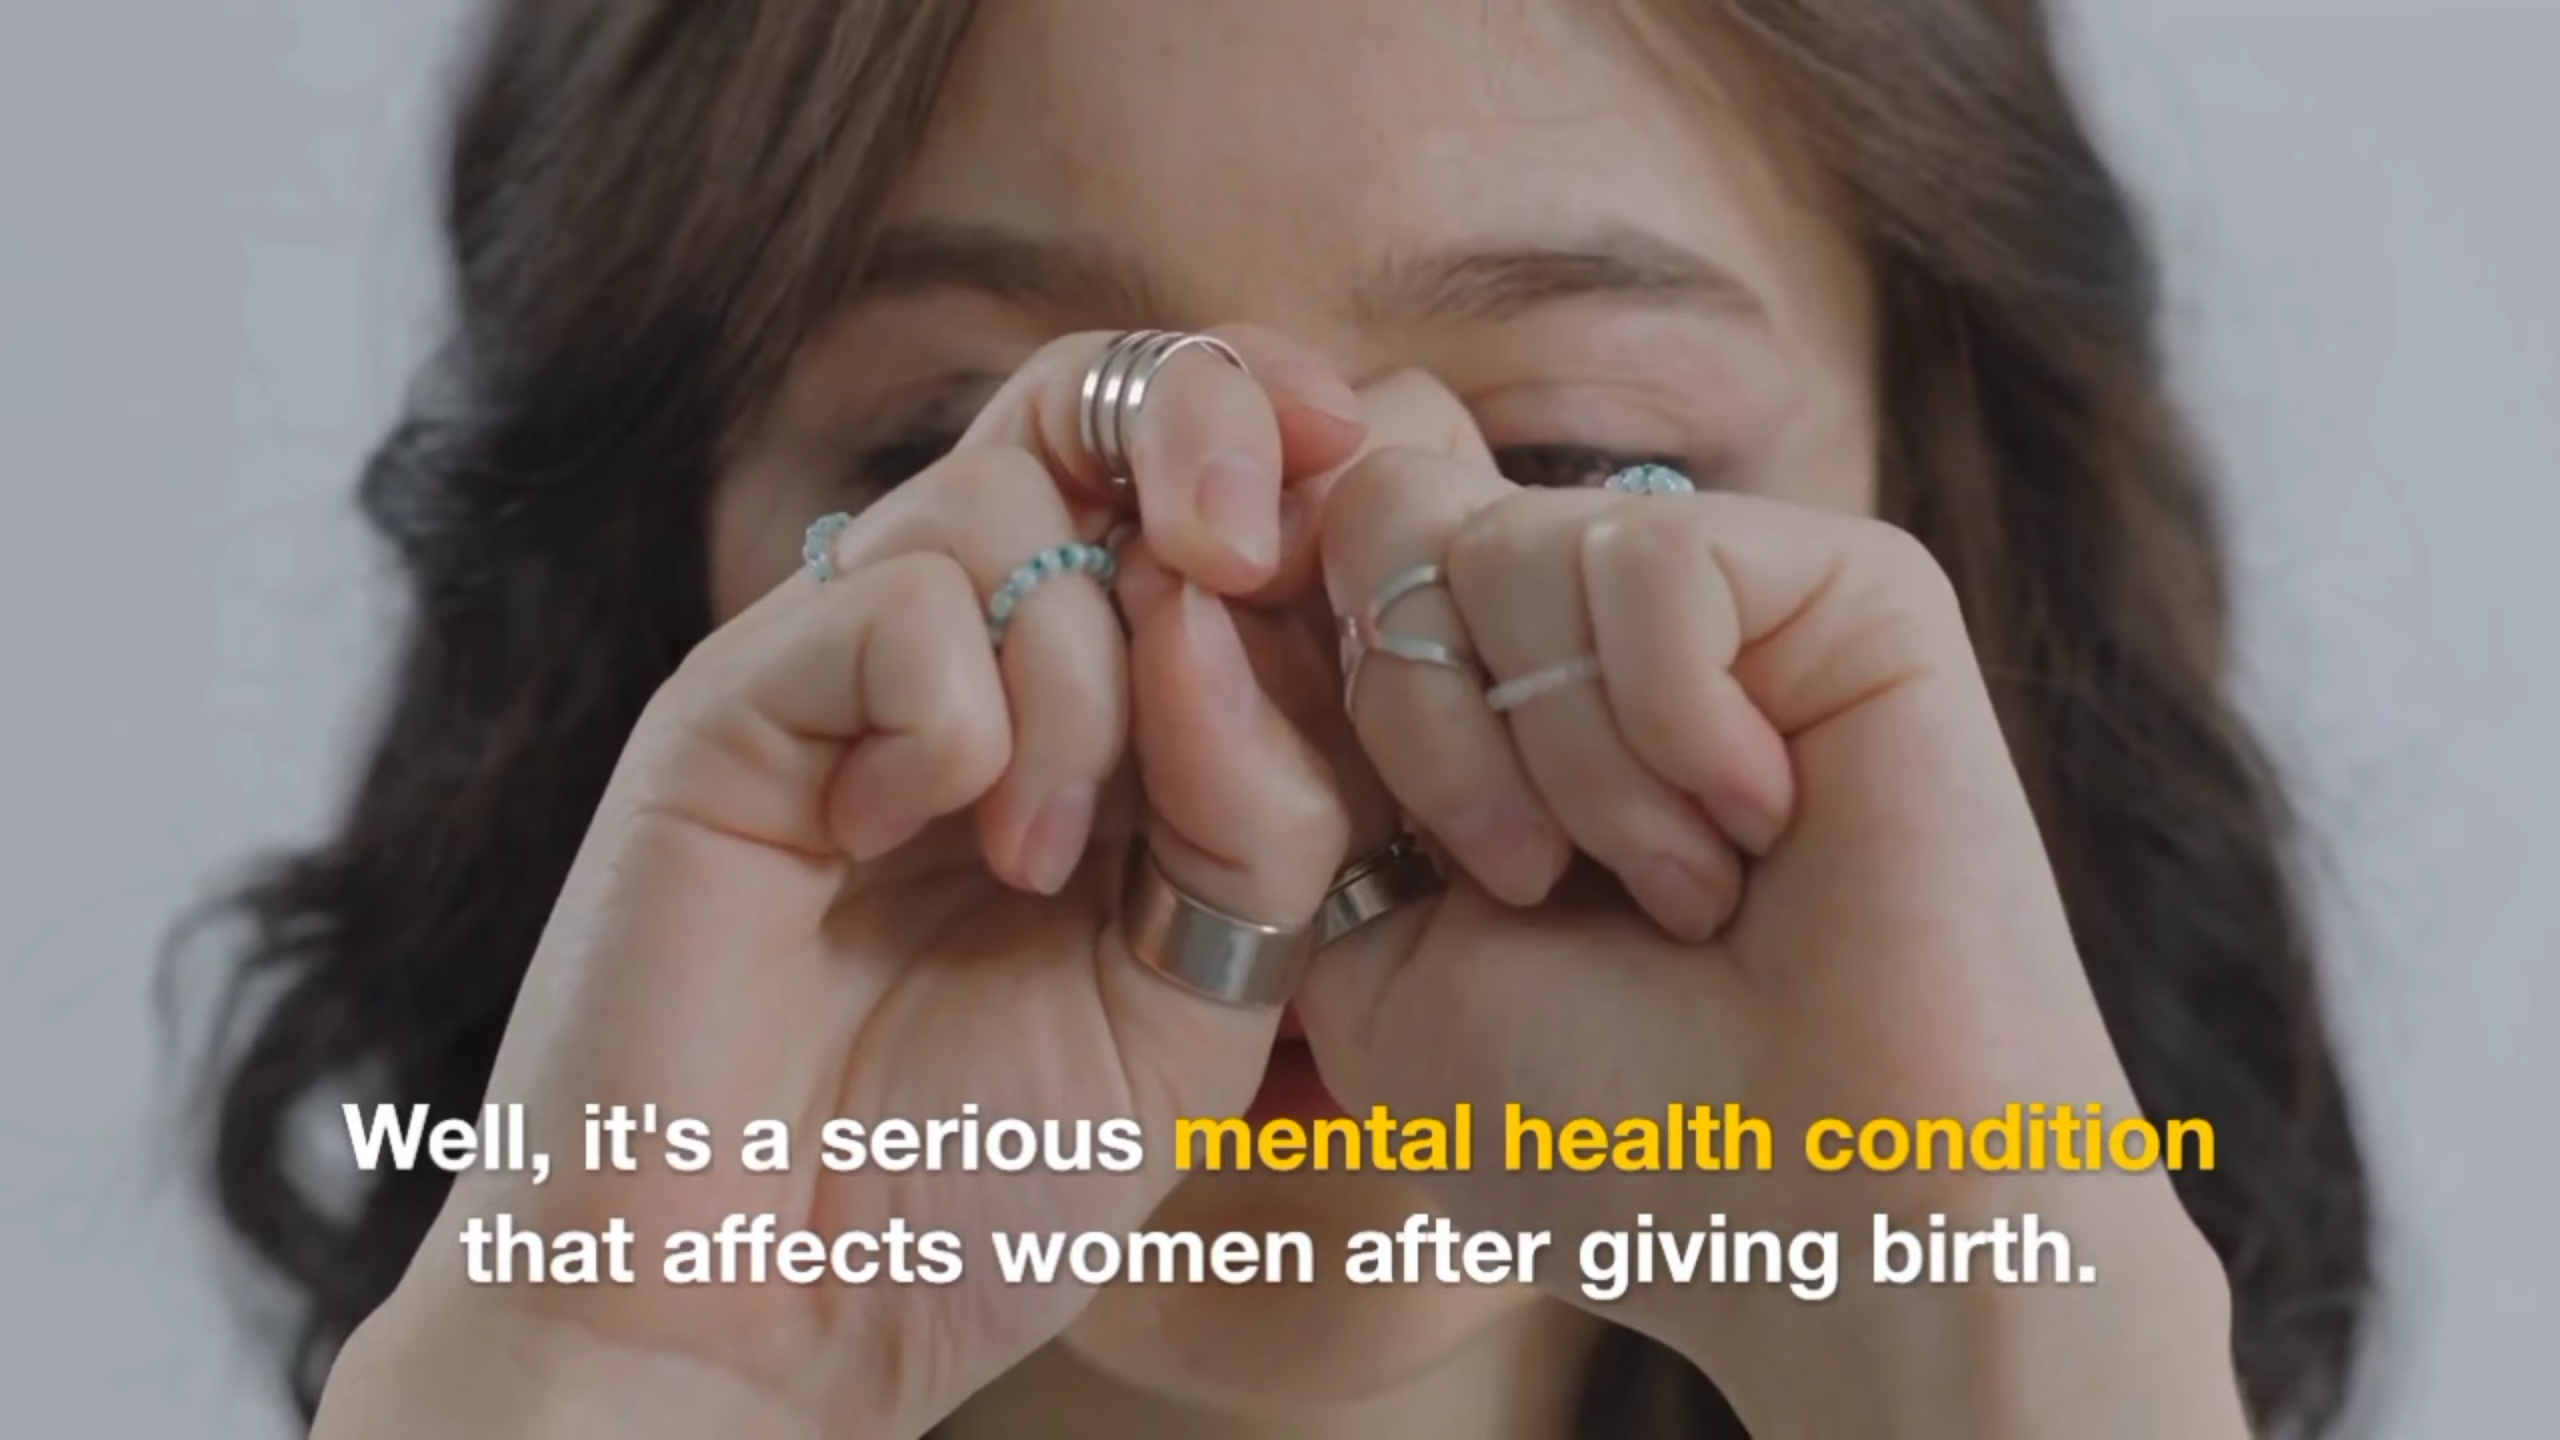 Well, it's a serious mental health condition
that affects women after giving birth.